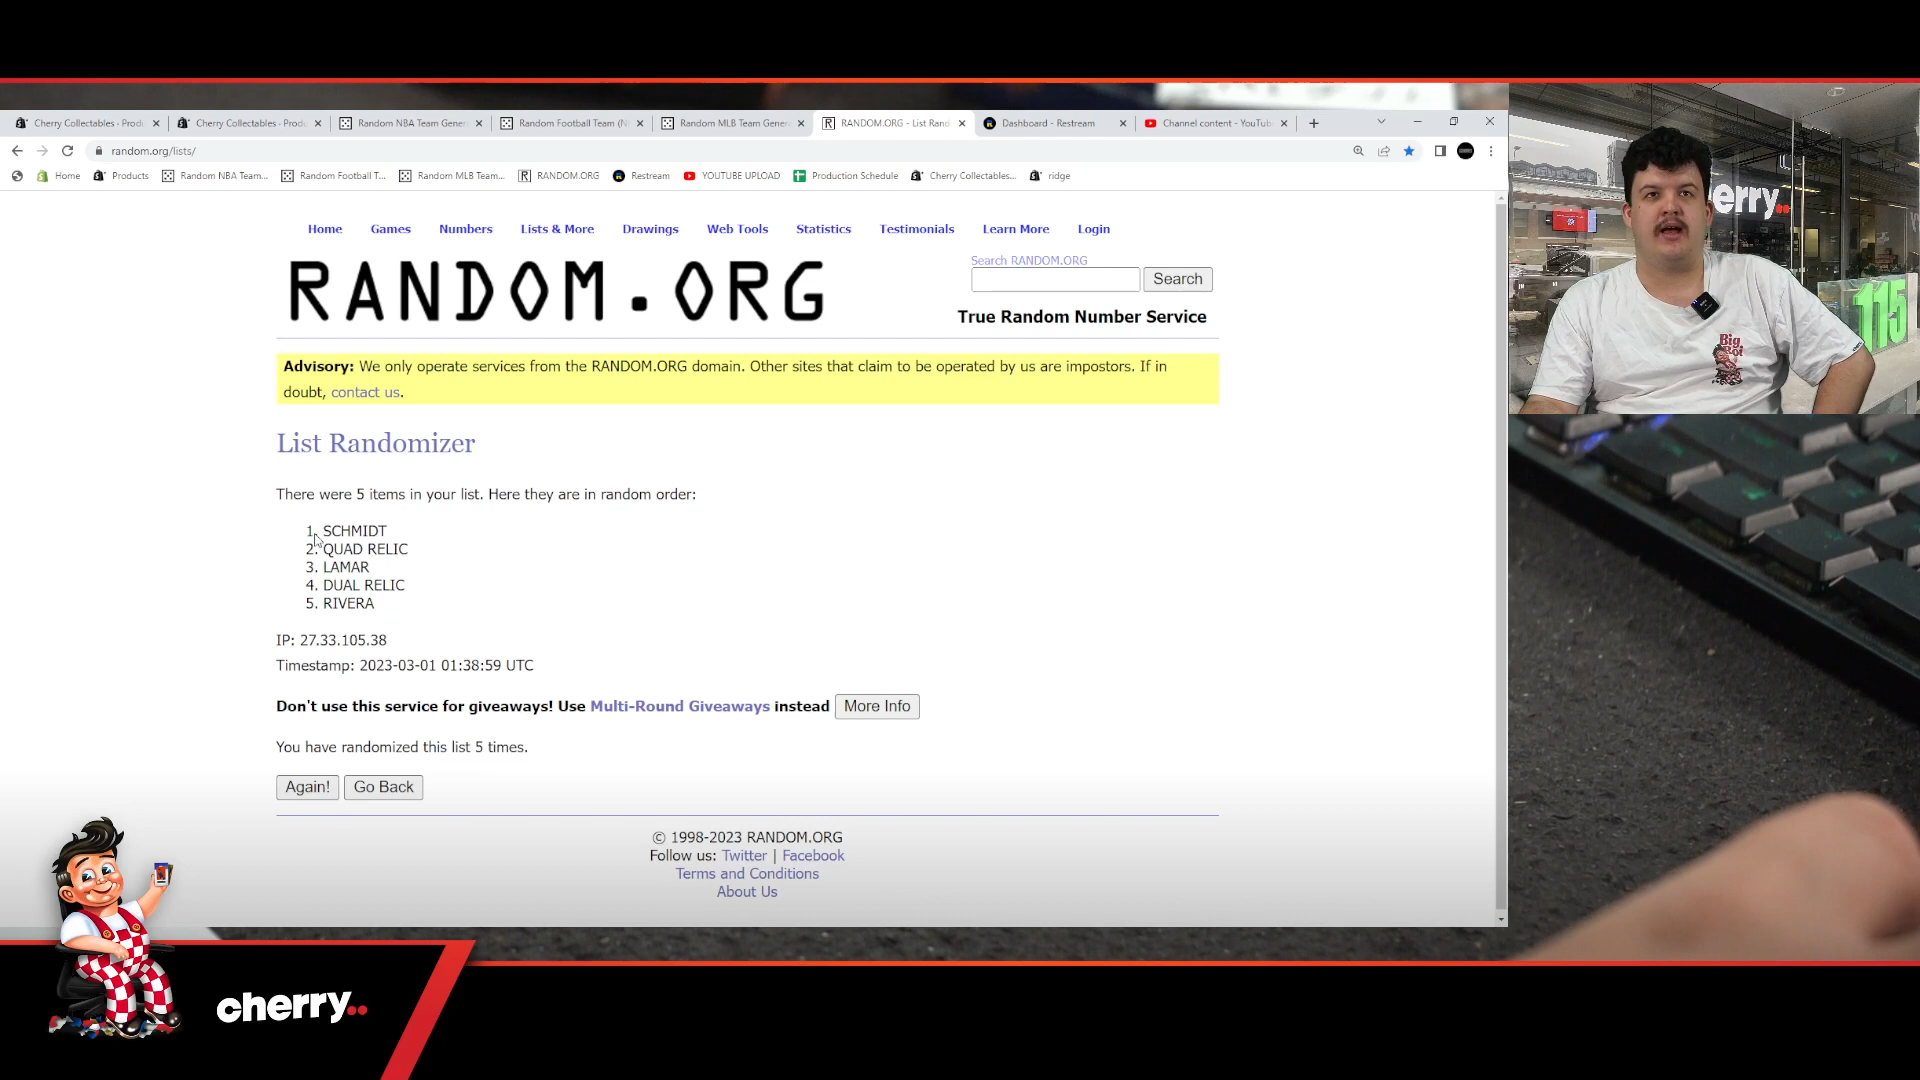 Cherry Collectables - Produ
Cherry Collectables - Produ
Random NBA Team Gener
Random Football Team (N
Random MLB Team Gener
RANDOM.ORG - List Rand
Dashboard - Restream
Channel content - YouTub
random.org/lists/
Home
Products
Random NBA Team...
Random Football T...
Random MLB Team...
RANDOM.ORG
Restream
YOUTUBE UPLOAD
Production Schedule
Cherry Collectables...
ridge
Home Games Numbers Lists & More Drawings Web Tools Statistics Testimonials Learn More Login
RANDOM.ORG
Search RANDOM.ORG
Search
True Random Number Service
Advisory: We only operate services from the RANDOM.ORG domain. Other sites that claim to be operated by us are impostors. If in
doubt, contact us.
List Randomizer
There were 5 items in your list. Here they are in random order:
1. SCHMIDT
2. QUAD RELIC
3. LAMAR
4. DUAL RELIC
5. RIVERA
IP: 27.33.105.38
Timestamp: 2023-03-01 01:38:59 UTC
Don't use this service for giveaways! Use Multi-Round Giveaways instead More Info
You have randomized this list 5 times.
Again! Go Back
© 1998-2023 RANDOM.ORG
Follow us: Twitter | Facebook
Terms and Conditions
About Us
erry..
115
Big
Boi
cherry..